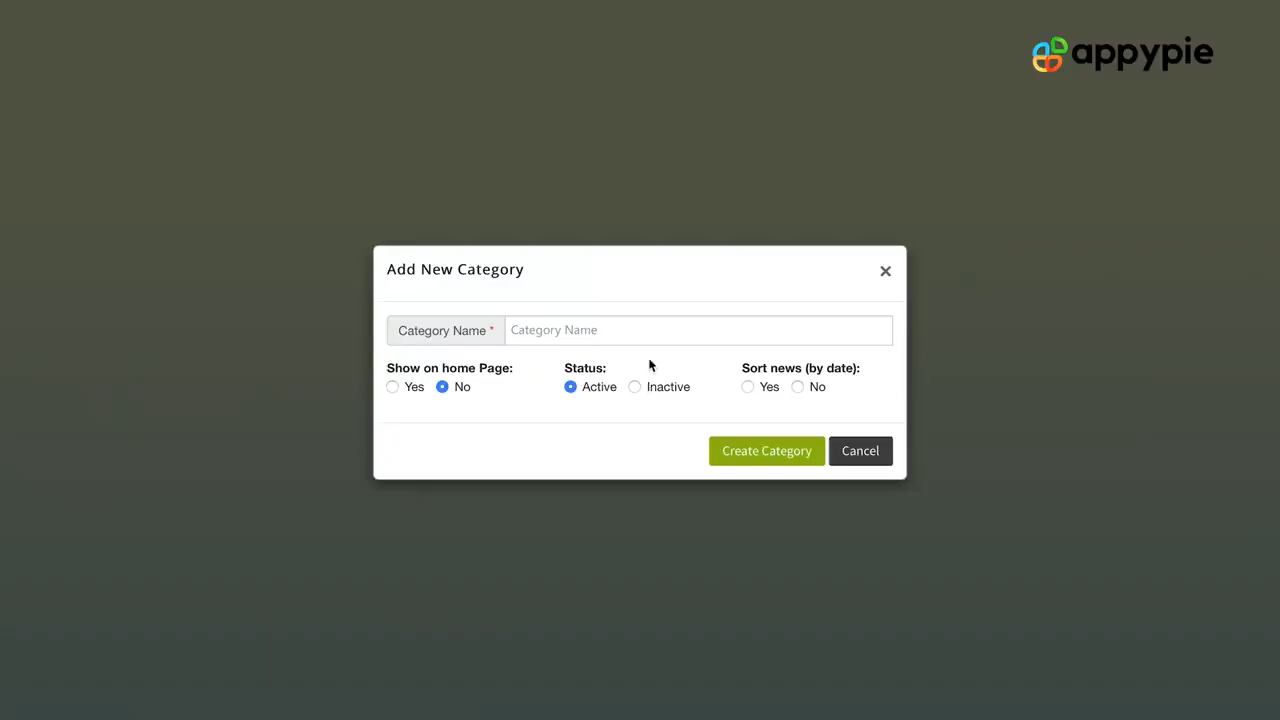 appypie
Add New Category
Category Name * Category Name
Show on home Page: Status: Sort news (by date):
Yes No Active Inactive Yes No
Create Category Cancel